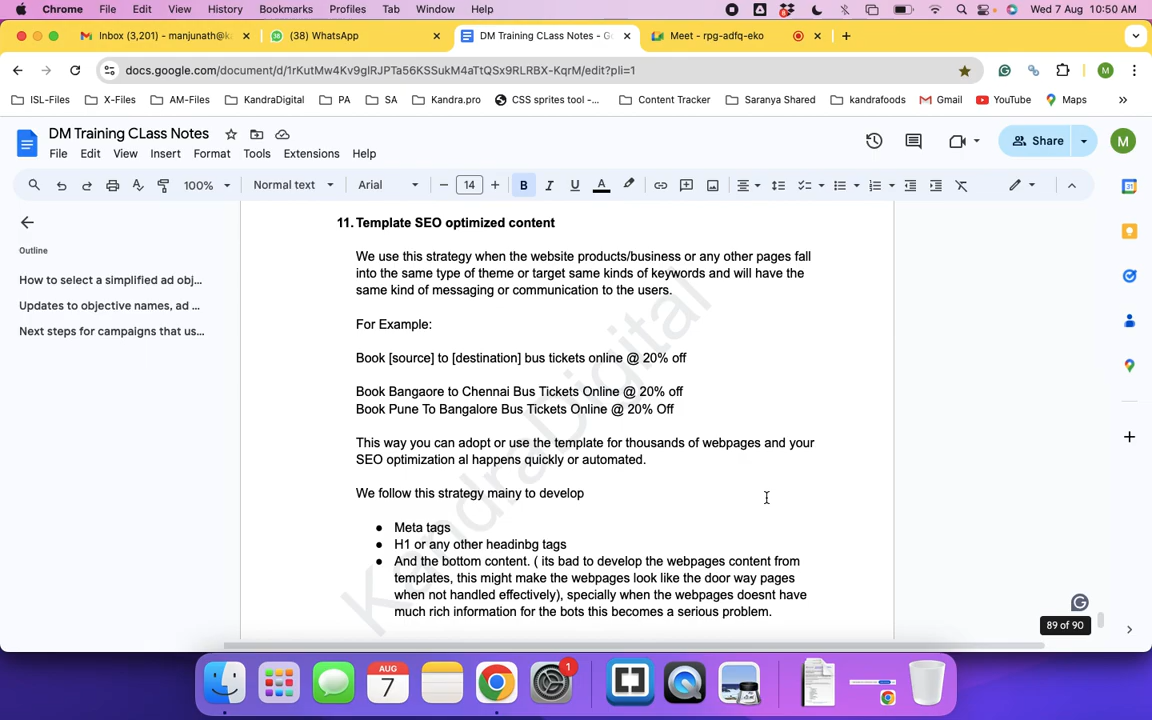 Chrome File Edit View History Bookmarks Profiles Tab Window Help Wed 7 Aug 10:50 AM
Inbox (3,201) - manjunath@k (38) WhatsApp DM Training CLass Notes - Go Meet - rpg-adfq-eko
docs.google.com/document/d/1rKutMw4Kv9glRJPTa56KSSukM4aTtQSx9RLRBX-KqrM/edit?pli=1
ISL-Files X-Files AM-Files KandraDigital PA SA Kandra.pro CSS sprites tool -... Content Tracker Saranya Shared kandrafoods Gmail YouTube Maps
DM Training CLass Notes
Share
M
File Edit View Insert Format Tools Extensions Help
100% Normal text Arial 14 B I U A
Outline
How to select a simplified ad obj...
Updates to objective names, ad ...
Next steps for campaigns that us...
11. Template SEO optimized content
We use this strategy when the website products/business or any other pages fall
into the same type of theme or target same kinds of keywords and will have the
same kind of messaging or communication to the users.
For Example:
Book [source] to [destination] bus tickets online @ 20% off
Book Bangaore to Chennai Bus Tickets Online @ 20% off
Book Pune To Bangalore Bus Tickets Online @ 20% Off
This way you can adopt or use the template for thousands of webpages and your
SEO optimization al happens quickly or automated.
We follow this strategy mainy to develop
● Meta tags
● H1 or any other headinbg tags
● And the bottom content. ( its bad to develop the webpages content from
templates, this might make the webpages look like the door way pages
when not handled effectively), specially when the webpages doesnt have
much rich information for the bots this becomes a serious problem.
KandraDigital
89 of 90
AUG
7
1